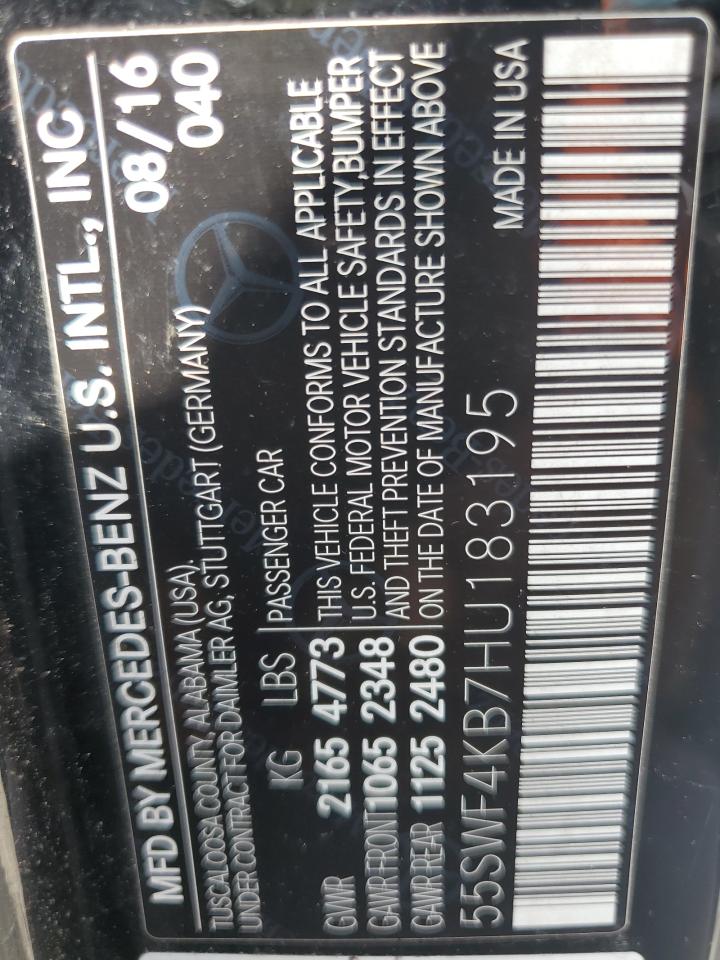 MFD BY MERCEDES-BENZ U.S. INTL., INC
08/16
TUSCALOOSA COUNTY, ALABAMA (USA),
040
UNDER CONTRACT FOR DAIMLER AG, STUTTGART (GERMANY)
KG LBS PASSENGER CAR
GVWR 2165 4773 THIS VEHICLE CONFORMS TO ALL APPLICABLE
GAWR FRONT 1065 2348 U.S. FEDERAL MOTOR VEHICLE SAFETY, BUMPER
GAWR REAR 1125 2480 AND THEFT PREVENTION STANDARDS IN EFFECT
ON THE DATE OF MANUFACTURE SHOWN ABOVE
55SWF4KB7HU183195
MADE IN USA